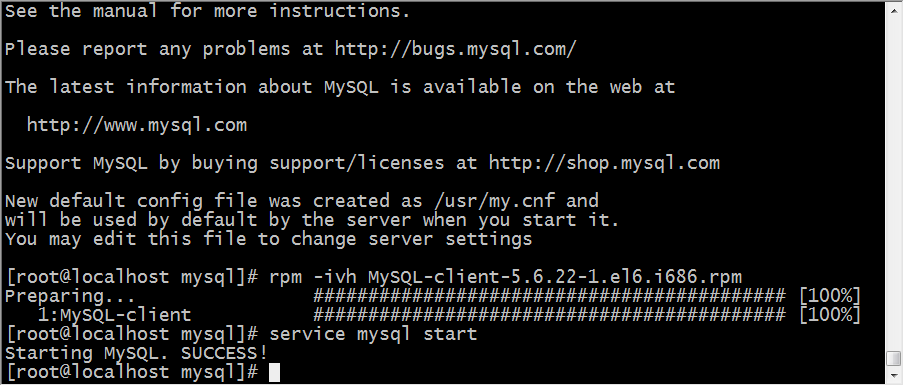 See the manual for more instructions.
Please report any problems at http://bugs.mysql.com/
The latest information about MySQL is available on the web at
http://www.mysql.com
Support MySQL by buying support/licenses at http://shop.mysql.com
New default config file was created as /usr/my.cnf and
will be used by default by the server when you start it.
You may edit this file to change server settings
[root@localhost mysql]# rpm -ivh MySQL-client-5.6.22-1.el6.i686.rpm
Preparing... ########################################### [100%]
1:MySQL-client ########################################### [100%]
[root@localhost mysql]# service mysql start
Starting MySQL. SUCCESS!
[root@localhost mysql]#